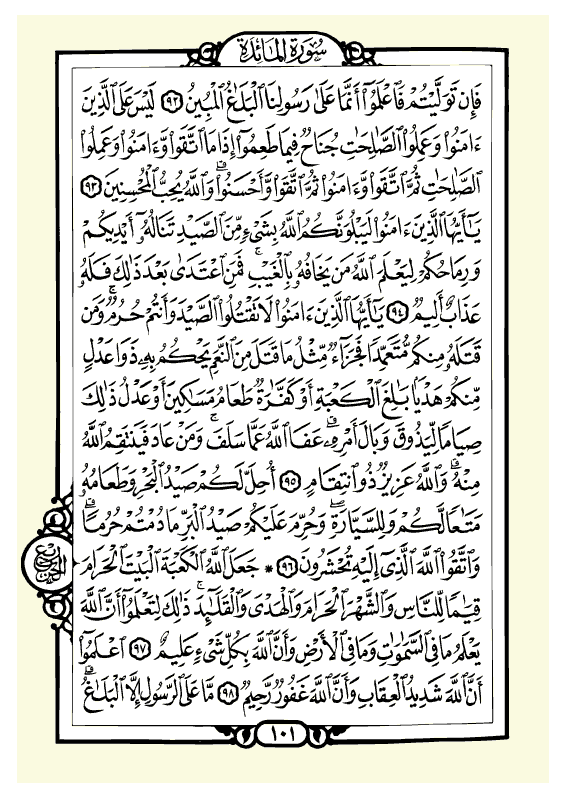 سُورَةُ الْمَائِدَةِ
فَإِن تَوَلَّيْتُمْ فَٱعْلَمُوٓا۟ أَنَّمَا عَلَىٰ رَسُولِنَا ٱلْبَلَٰغُ ٱلْمُبِينُ ٩٢ لَيْسَ عَلَى ٱلَّذِينَ
ءَامَنُوا۟ وَعَمِلُوا۟ ٱلصَّٰلِحَٰتِ جُنَاحٌ فِيمَا طَعِمُوٓا۟ إِذَا مَا ٱتَّقَوا۟ وَّءَامَنُوا۟ وَعَمِلُوا۟
ٱلصَّٰلِحَٰتِ ثُمَّ ٱتَّقَوا۟ وَّءَامَنُوا۟ ثُمَّ ٱتَّقَوا۟ وَّأَحْسَنُوا۟ ۗ وَٱللَّهُ يُحِبُّ ٱلْمُحْسِنِينَ ٩٣
يَٰٓأَيُّهَا ٱلَّذِينَ ءَامَنُوا۟ لَيَبْلُوَنَّكُمُ ٱللَّهُ بِشَىْءٍ مِّنَ ٱلصَّيْدِ تَنَالُهُۥٓ أَيْدِيكُمْ
وَرِمَاحُكُمْ لِيَعْلَمَ ٱللَّهُ مَن يَخَافُهُۥ بِٱلْغَيْبِ ۚ فَمَنِ ٱعْتَدَىٰ بَعْدَ ذَٰلِكَ فَلَهُۥ
عَذَابٌ أَلِيمٌ ٩٤ يَٰٓأَيُّهَا ٱلَّذِينَ ءَامَنُوا۟ لَا تَقْتُلُوا۟ ٱلصَّيْدَ وَأَنتُمْ حُرُمٌ ۚ وَمَن
قَتَلَهُۥ مِنكُم مُّتَعَمِّدًا فَجَزَآءٌ مِّثْلُ مَا قَتَلَ مِنَ ٱلنَّعَمِ يَحْكُمُ بِهِۦ ذَوَا عَدْلٍ
مِّنكُمْ هَدْيًۢا بَٰلِغَ ٱلْكَعْبَةِ أَوْ كَفَّٰرَةٌ طَعَامُ مَسَٰكِينَ أَوْ عَدْلُ ذَٰلِكَ
صِيَامًا لِّيَذُوقَ وَبَالَ أَمْرِهِۦ ۗ عَفَا ٱللَّهُ عَمَّا سَلَفَ ۚ وَمَنْ عَادَ فَيَنتَقِمُ ٱللَّهُ
مِنْهُ ۗ وَٱللَّهُ عَزِيزٌ ذُو ٱنتِقَامٍ ٩٥ أُحِلَّ لَكُمْ صَيْدُ ٱلْبَحْرِ وَطَعَامُهُۥ
مَتَٰعًا لَّكُمْ وَلِلسَّيَّارَةِ ۖ وَحُرِّمَ عَلَيْكُمْ صَيْدُ ٱلْبَرِّ مَا دُمْتُمْ حُرُمًا ۗ
وَٱتَّقُوا۟ ٱللَّهَ ٱلَّذِىٓ إِلَيْهِ تُحْشَرُونَ ٩٦ * جَعَلَ ٱللَّهُ ٱلْكَعْبَةَ ٱلْبَيْتَ ٱلْحَرَامَ
ربع الحزب
قِيَٰمًا لِّلنَّاسِ وَٱلشَّهْرَ ٱلْحَرَامَ وَٱلْهَدْىَ وَٱلْقَلَٰٓئِدَ ۚ ذَٰلِكَ لِتَعْلَمُوٓا۟ أَنَّ ٱللَّهَ
يَعْلَمُ مَا فِى ٱلسَّمَٰوَٰتِ وَمَا فِى ٱلْأَرْضِ وَأَنَّ ٱللَّهَ بِكُلِّ شَىْءٍ عَلِيمٌ ٩٧ ٱعْلَمُوٓا۟
أَنَّ ٱللَّهَ شَدِيدُ ٱلْعِقَابِ وَأَنَّ ٱللَّهَ غَفُورٌ رَّحِيمٌ ٩٨ مَّا عَلَى ٱلرَّسُولِ إِلَّا ٱلْبَلَٰغُ ۗ
١٠١